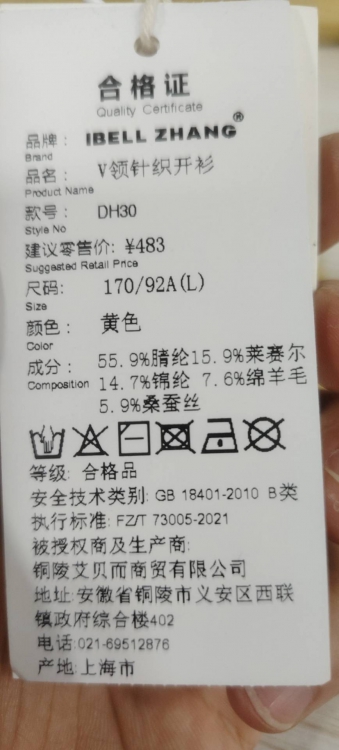 合格证
Quality Certificate
品牌: IBELL ZHANG®
Brand
品名: V领针织开衫
Product Name
款号: DH30
Style No
建议零售价: ¥483
Suggested Retail Price
尺码: 170/92A(L)
Size
颜色: 黄色
Color
成分: 55.9%腈纶15.9%莱赛尔
Composition 14.7%锦纶 7.6%绵羊毛
5.9%桑蚕丝
等级: 合格品
安全技术类别: GB 18401-2010 B类
执行标准: FZ/T 73005-2021
被授权商及生产商:
铜陵艾贝而商贸有限公司
地址: 安徽省铜陵市义安区西联
镇政府综合楼402
电话: 021-69512876
产地: 上海市